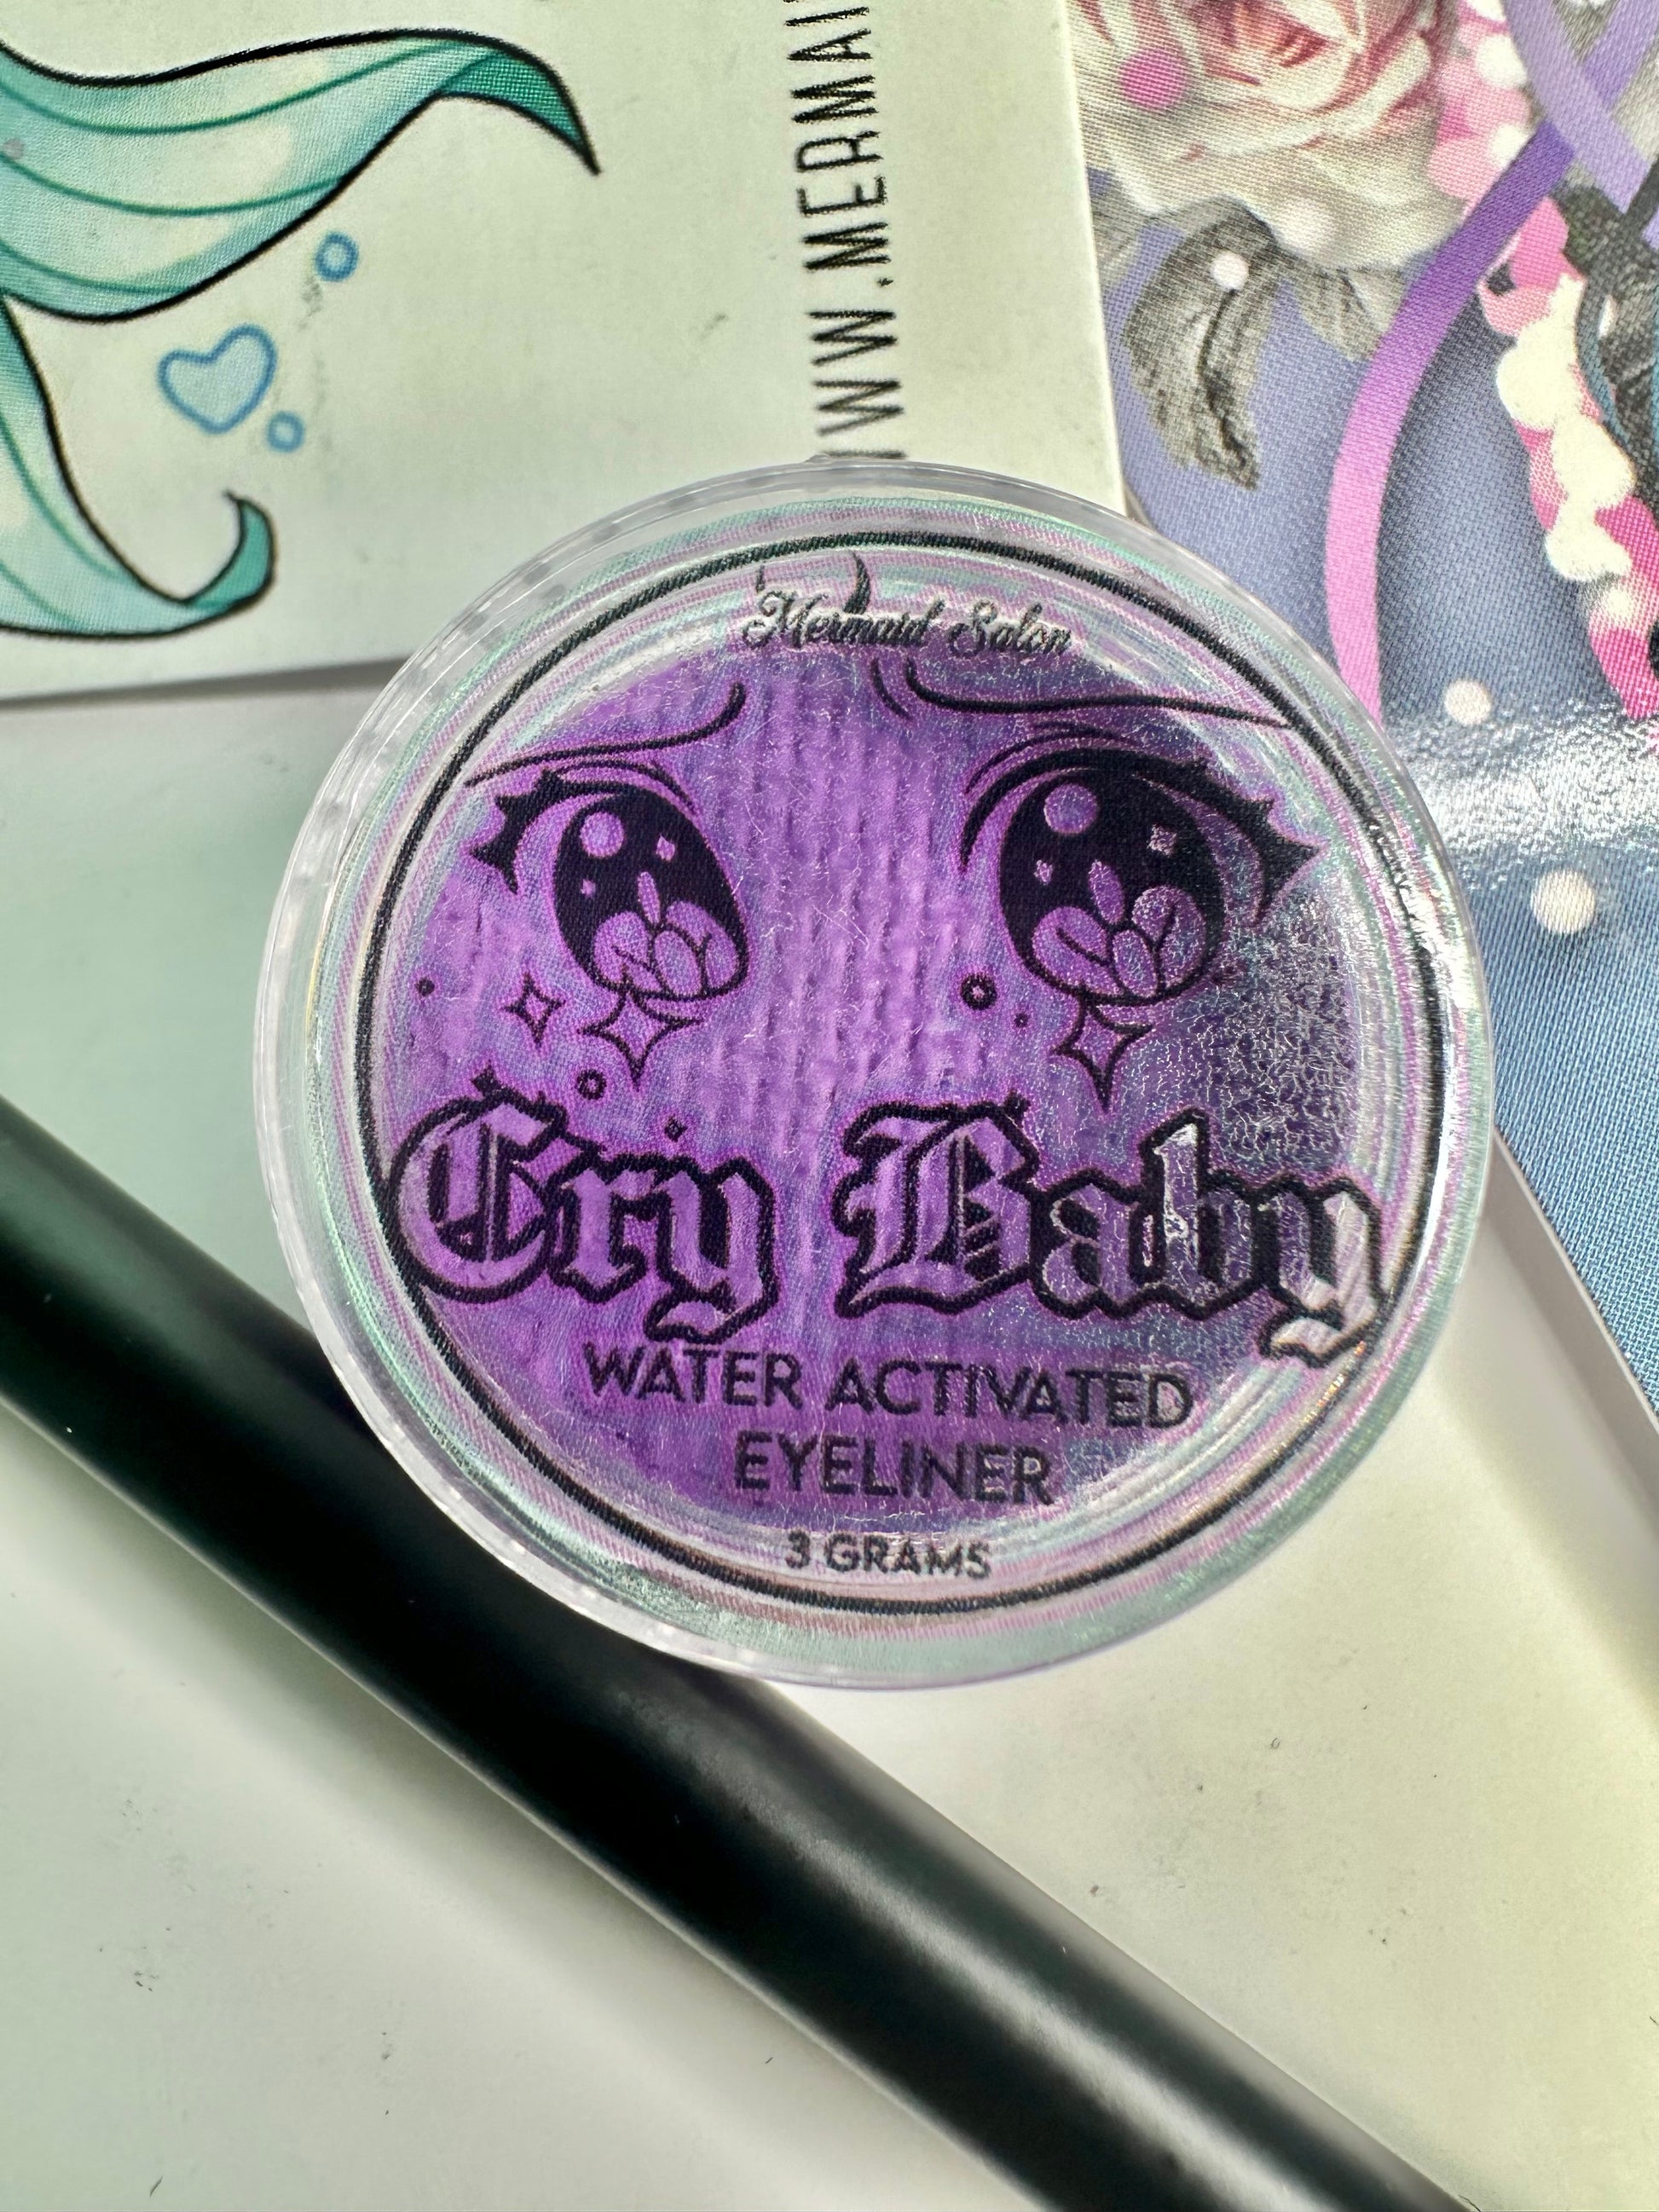 WWW.MERMAI
Mermaid Salon
Cry Baby
WATER ACTIVATED
EYELINER
3 GRAMS